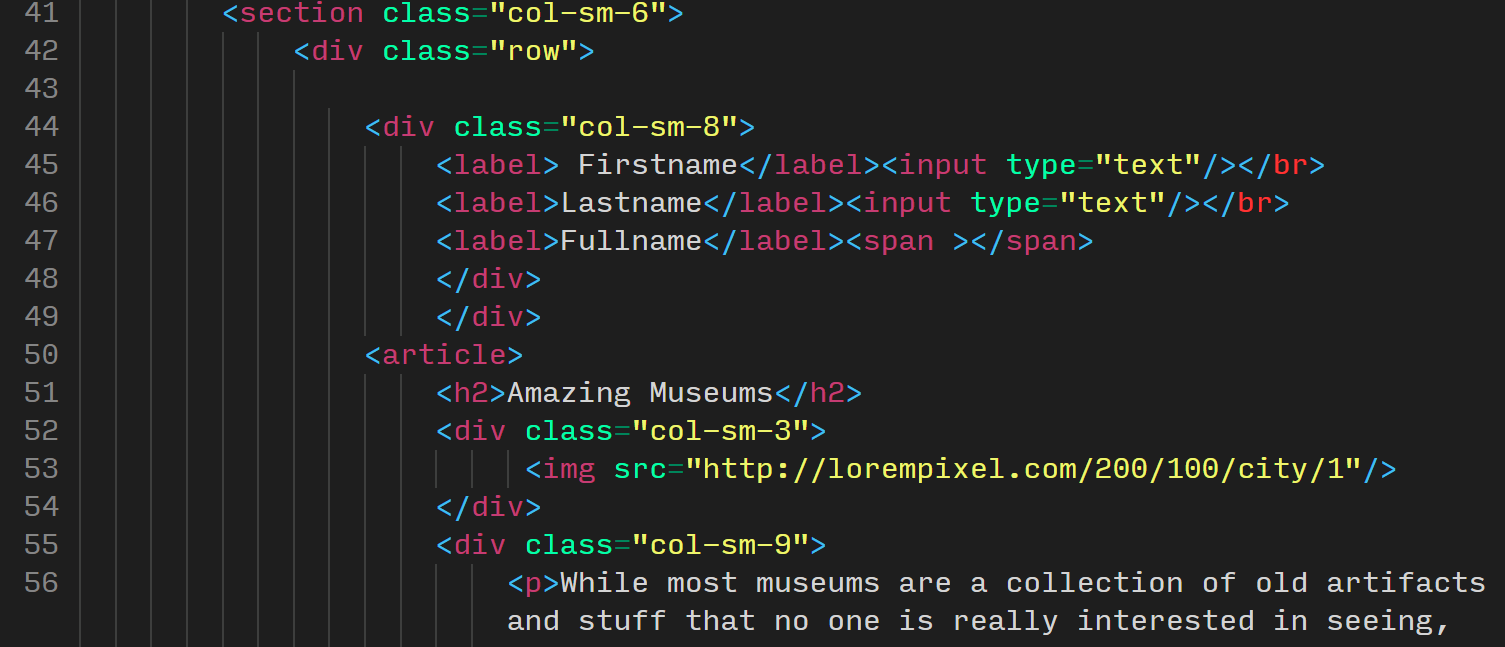 41 <section class="col-sm-6">
42 <div class="row">
43
44 <div class="col-sm-8">
45 <label> Firstname</label><input type="text"/></br>
46 <label>Lastname</label><input type="text"/></br>
47 <label>Fullname</label><span ></span>
48 </div>
49 </div>
50 <article>
51 <h2>Amazing Museums</h2>
52 <div class="col-sm-3">
53 <img src="http://lorempixel.com/200/100/city/1"/>
54 </div>
55 <div class="col-sm-9">
56 <p>While most museums are a collection of old artifacts
and stuff that no one is really interested in seeing,